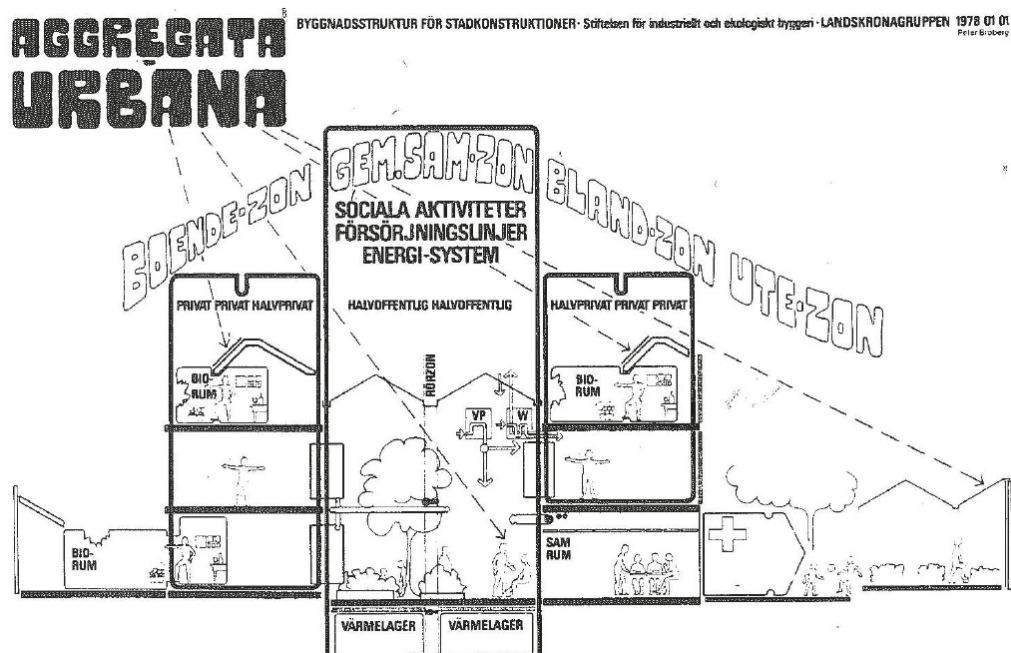 AGGREGATA
URBANA
BYGGNADSSTRUKTUR FÖR STADKONSTRUKTIONER · Stiftelsen för industriellt och ekologiskt byggeri · LANDSKRONAGRUPPEN 1978 01 01
Peter Broberg
BOENDE-ZON
GEM.SAM-ZON
BLAND-ZON
UTE-ZON
SOCIALA AKTIVITETER
FÖRSÖRJNINGSLINJER
ENERGI-SYSTEM
PRIVAT PRIVAT HALVPRIVAT
HALVOFFENTLIG HALVOFFENTLIG
HALVPRIVAT PRIVAT PRIVAT
BIO-
RUM
RÖRZON
VP
BIO-
RUM
BIO-
RUM
SAM
RUM
VÄRMELAGER
VÄRMELAGER